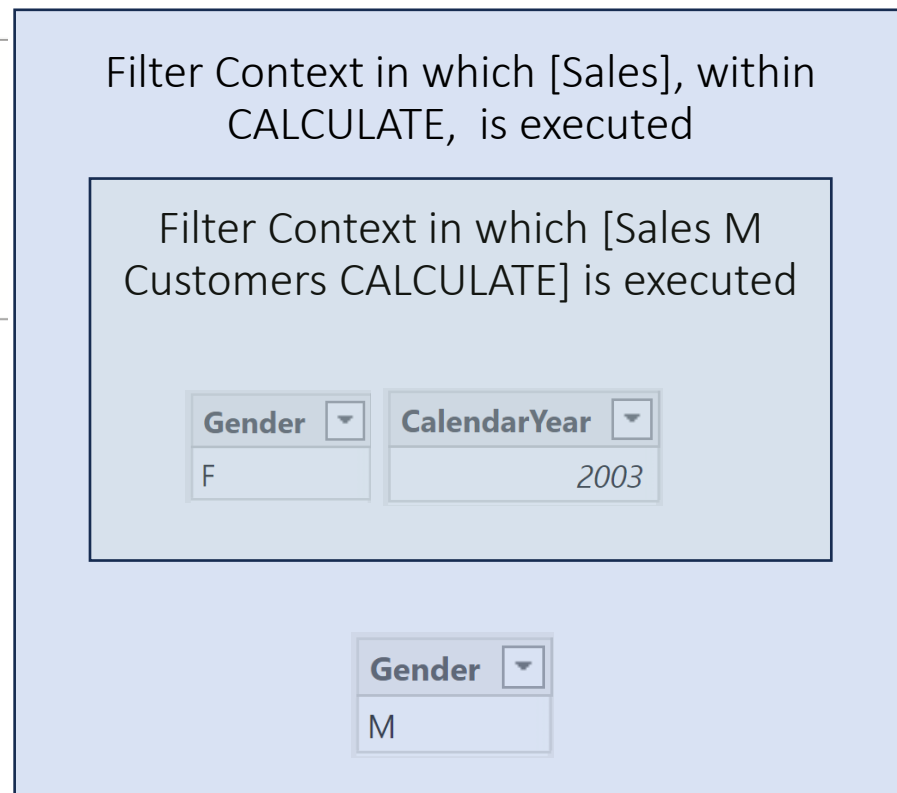 Filter Context in which [Sales], within
CALCULATE, is executed
Filter Context in which [Sales M
Customers CALCULATE] is executed
Gender CalendarYear
F 2003
Gender
M